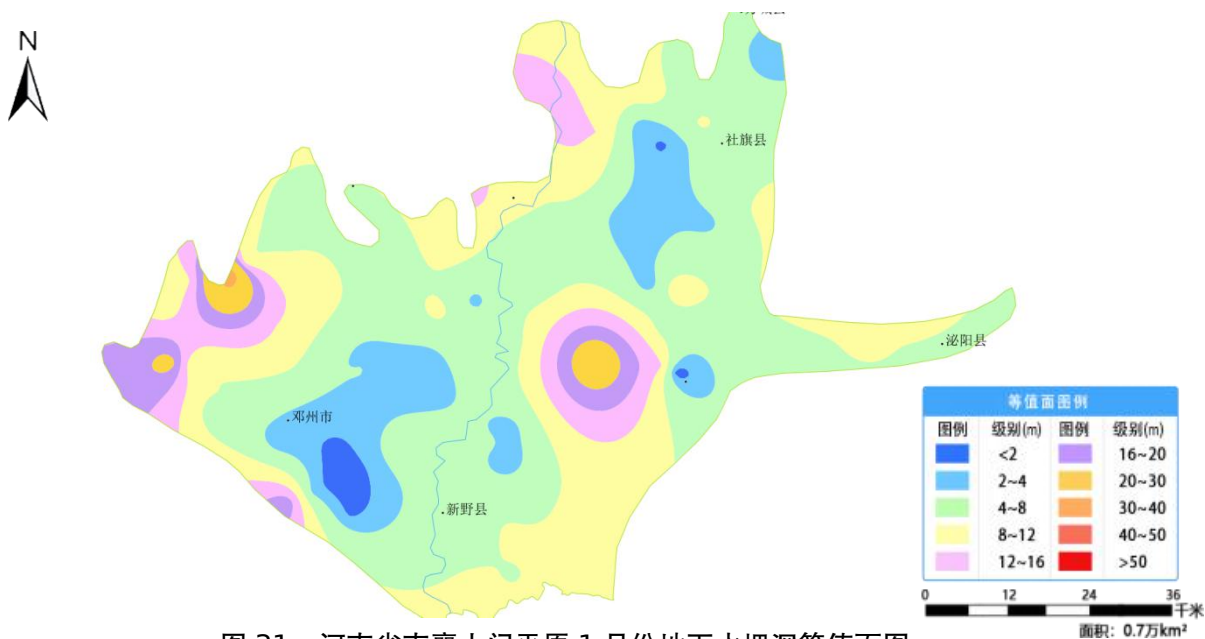 N
社旗县
泌阳县
邓州市
新野县
等值面图例
图例 级别(m) 图例 级别(m)
<2 16~20
2~4 20~30
4~8 30~40
8~12 40~50
12~16 >50
0 12 24 36
千米
面积: 0.7万km²